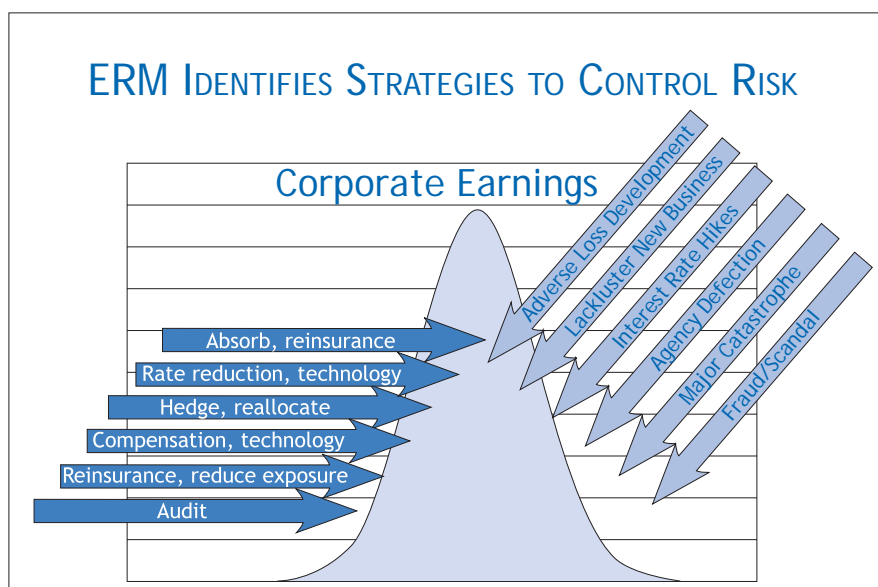 ERM IDENTIFIES STRATEGIES TO CONTROL RISK
Corporate Earnings
Adverse Loss Development
Lackluster New Business
Interest Rate Hikes
Agency Defection
Major Catastrophe
Fraud/Scandal
Absorb, reinsurance
Rate reduction, technology
Hedge, reallocate
Compensation, technology
Reinsurance, reduce exposure
Audit